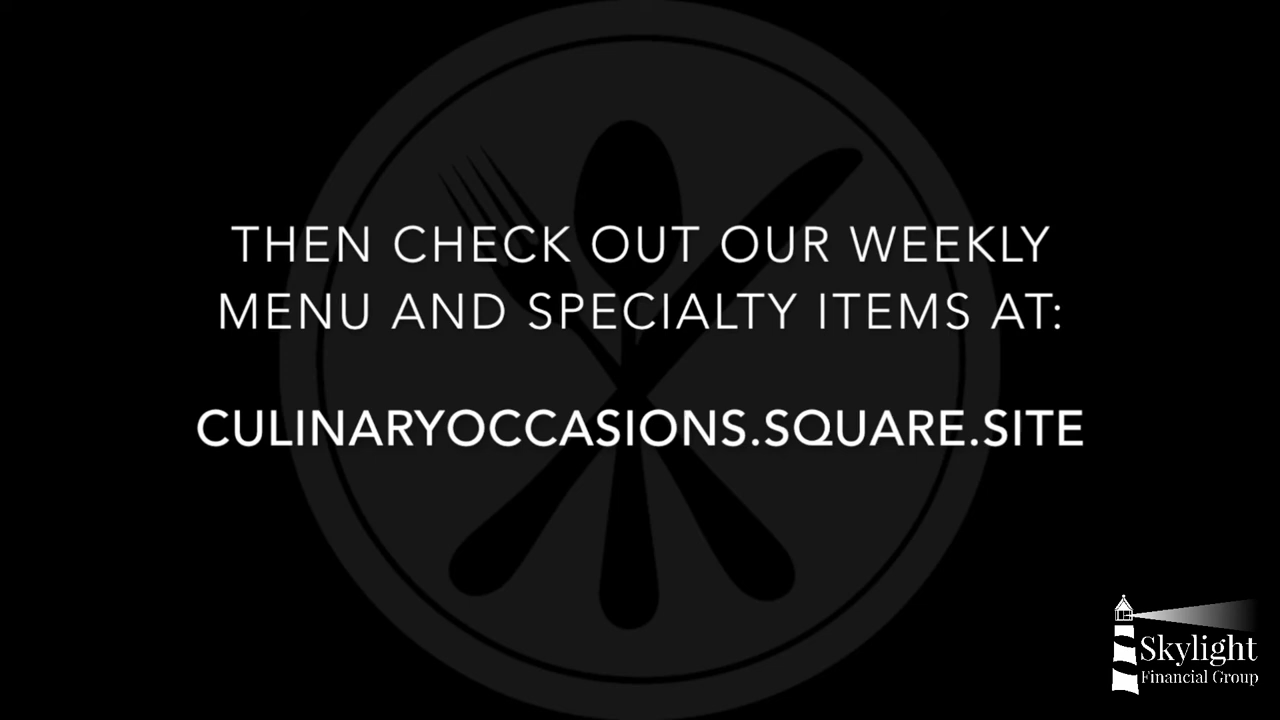 THEN CHECK OUT OUR WEEKLY
MENU AND SPECIALTY ITEMS AT:
CULINARYOCCASIONS.SQUARE.SITE
Skylight
Financial Group